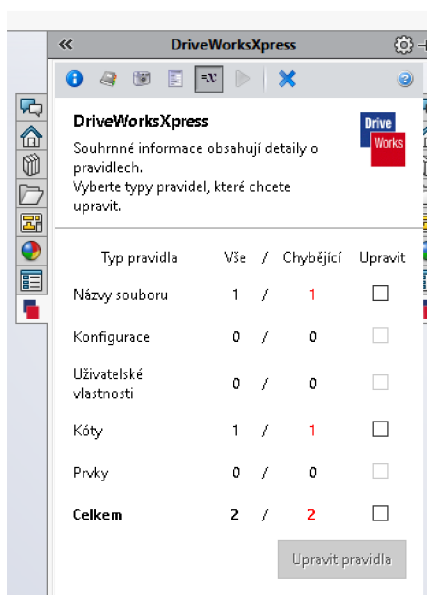 DriveWorksXpress
DriveWorksXpress
Souhrnné informace obsahují detaily o
pravidlech.
Vyberte typy pravidel, které chcete
upravit.
Drive
Works
Typ pravidla Vše / Chybějící Upravit
Názvy souboru 1 / 1
Konfigurace 0 / 0
Uživatelské
vlastnosti 0 / 0
Kóty 1 / 1
Prvky 0 / 0
Celkem 2 / 2
Upravit pravidla